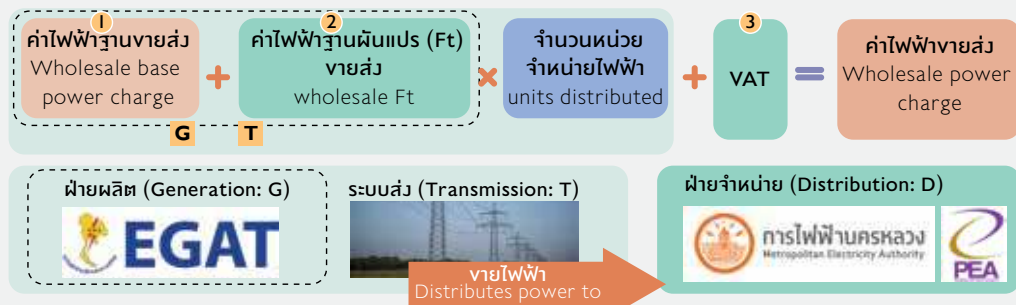 1
ค่าไฟฟ้าฐานขายส่ง
Wholesale base
power charge
+
2
ค่าไฟฟ้าฐานผันแปร (Ft)
ขายส่ง
wholesale Ft
×
จำนวนหน่วย
จำหน่ายไฟฟ้า
units distributed
+
3
VAT
=
ค่าไฟฟ้าขายส่ง
Wholesale power
charge
G T
ฝ่ายผลิต (Generation: G)
EGAT
ระบบส่ง (Transmission: T)
ขายไฟฟ้า
Distributes power to
ฝ่ายจำหน่าย (Distribution: D)
การไฟฟ้านครหลวง
Metropolitan Electricity Authority
PEA